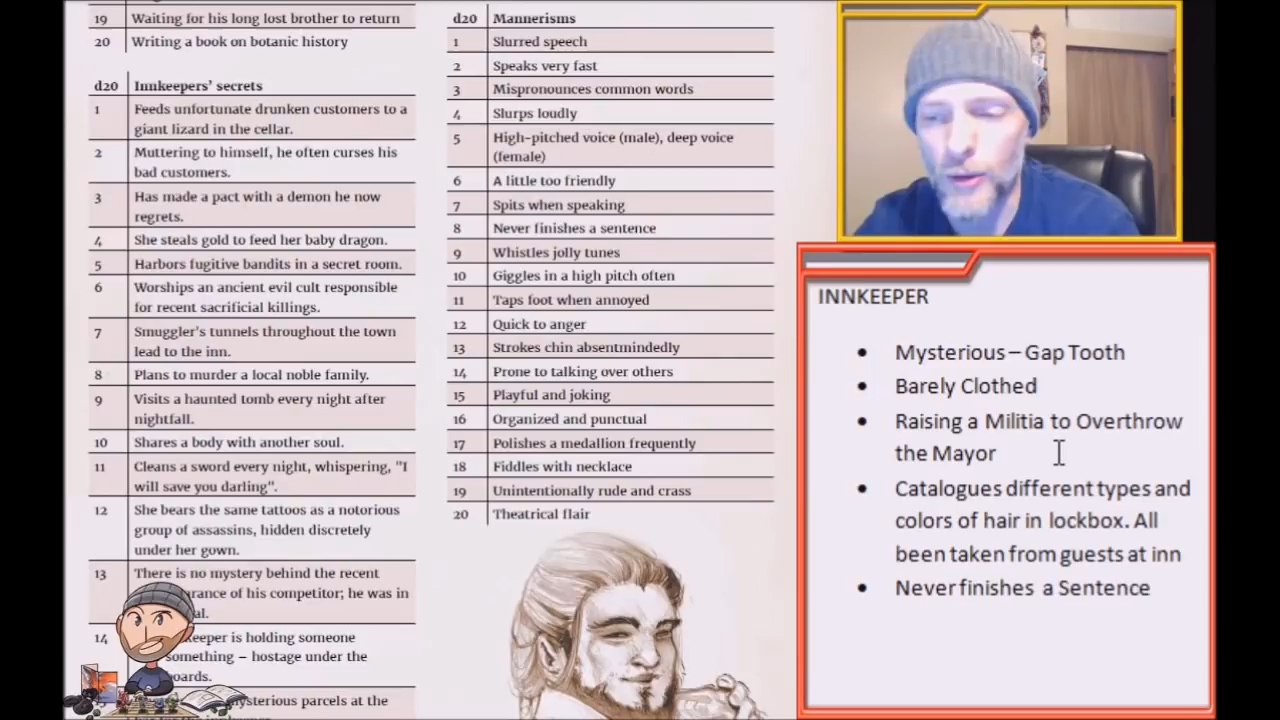 19 Waiting for his long lost brother to return
20 Writing a book on botanic history
d20 Innkeepers' secrets
1 Feeds unfortunate drunken customers to a
giant lizard in the cellar.
2 Muttering to himself, he often curses his
bad customers.
3 Has made a pact with a demon he now
regrets.
4 She steals gold to feed her baby dragon.
5 Harbors fugitive bandits in a secret room.
6 Worships an ancient evil cult responsible
for recent sacrificial killings.
7 Smuggler's tunnels throughout the town
lead to the inn.
8 Plans to murder a local noble family.
9 Visits a haunted tomb every night after
nightfall.
10 Shares a body with another soul.
11 Cleans a sword every night, whispering, "I
will save you darling".
12 She bears the same tattoos as a notorious
group of assassins, hidden discretely
under her gown.
13 There is no mystery behind the recent
of his competitor; he was in
14 is holding someone
something – hostage under the
parcels at the
d20 Mannerisms
1 Slurred speech
2 Speaks very fast
3 Mispronounces common words
4 Slurps loudly
5 High-pitched voice (male), deep voice
(female)
6 A little too friendly
7 Spits when speaking
8 Never finishes a sentence
9 Whistles jolly tunes
10 Giggles in a high pitch often
11 Taps foot when annoyed
12 Quick to anger
13 Strokes chin absentmindedly
14 Prone to talking over others
15 Playful and joking
16 Organized and punctual
17 Polishes a medallion frequently
18 Fiddles with necklace
19 Unintentionally rude and crass
20 Theatrical flair
INNKEEPER
• Mysterious – Gap Tooth
• Barely Clothed
• Raising a Militia to Overthrow
the Mayor
• Catalogues different types and
colors of hair in lockbox. All
been taken from guests at inn
• Never finishes a Sentence